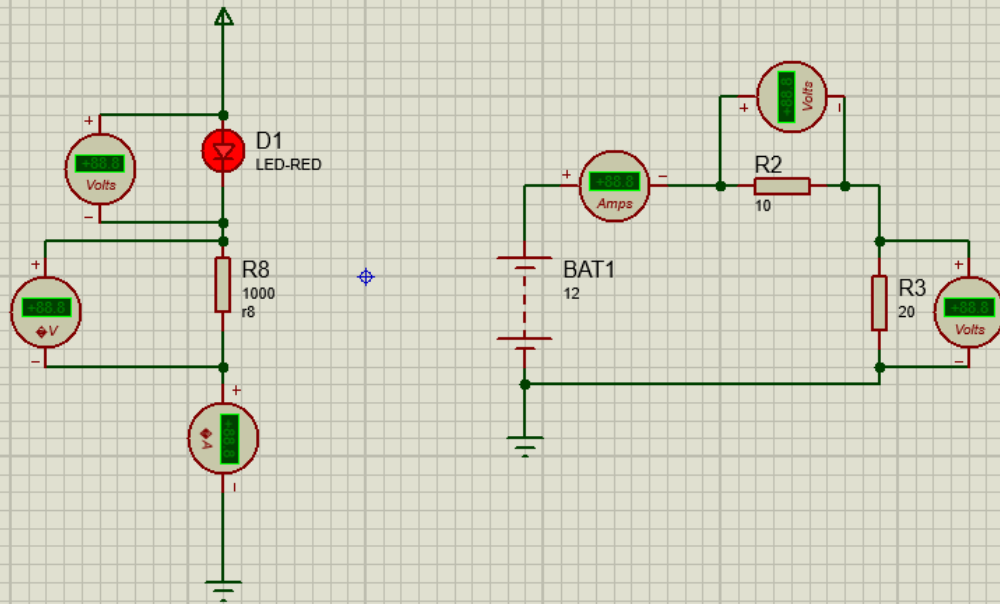 D1
LED-RED
+88.8
Volts
R8
1000
r8
+88.8
�V
+88.8
�A
+88.8
Amps
+88.8
Volts
R2
10
BAT1
12
R3
20
+88.8
Volts